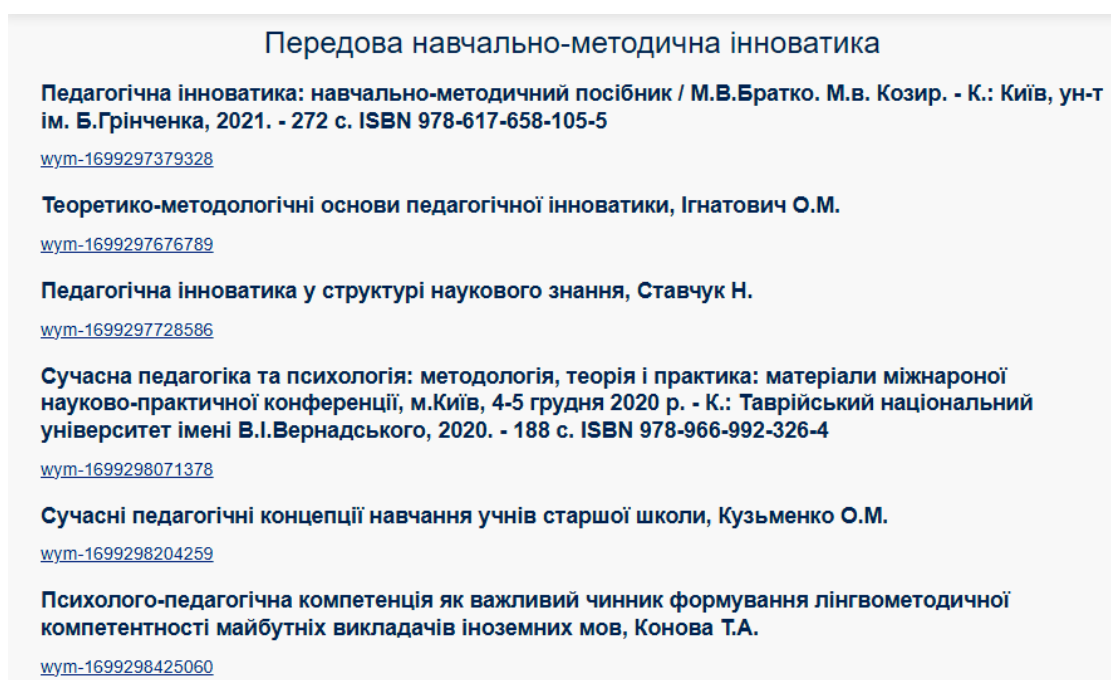 Передова навчально-методична інноватика
Педагогічна інноватика: навчально-методичний посібник / М.В.Братко. М.в. Козир. - К.: Київ, ун-т
ім. Б.Грінченка, 2021. - 272 с. ISBN 978-617-658-105-5
wym-1699297379328
Теоретико-методологічні основи педагогічної інноватики, Ігнатович О.М.
wym-1699297676789
Педагогічна інноватика у структурі наукового знання, Ставчук Н.
wym-1699297728586
Сучасна педагогіка та психологія: методологія, теорія і практика: матеріали міжнароної
науково-практичної конференції, м.Київ, 4-5 грудня 2020 р. - К.: Таврійський національний
університет імені В.І.Вернадського, 2020. - 188 с. ISBN 978-966-992-326-4
wym-1699298071378
Сучасні педагогічні концепції навчання учнів старшої школи, Кузьменко О.М.
wym-1699298204259
Психолого-педагогічна компетенція як важливий чинник формування лінгвометодичної
компетентності майбутніх викладачів іноземних мов, Конова Т.А.
wym-1699298425060